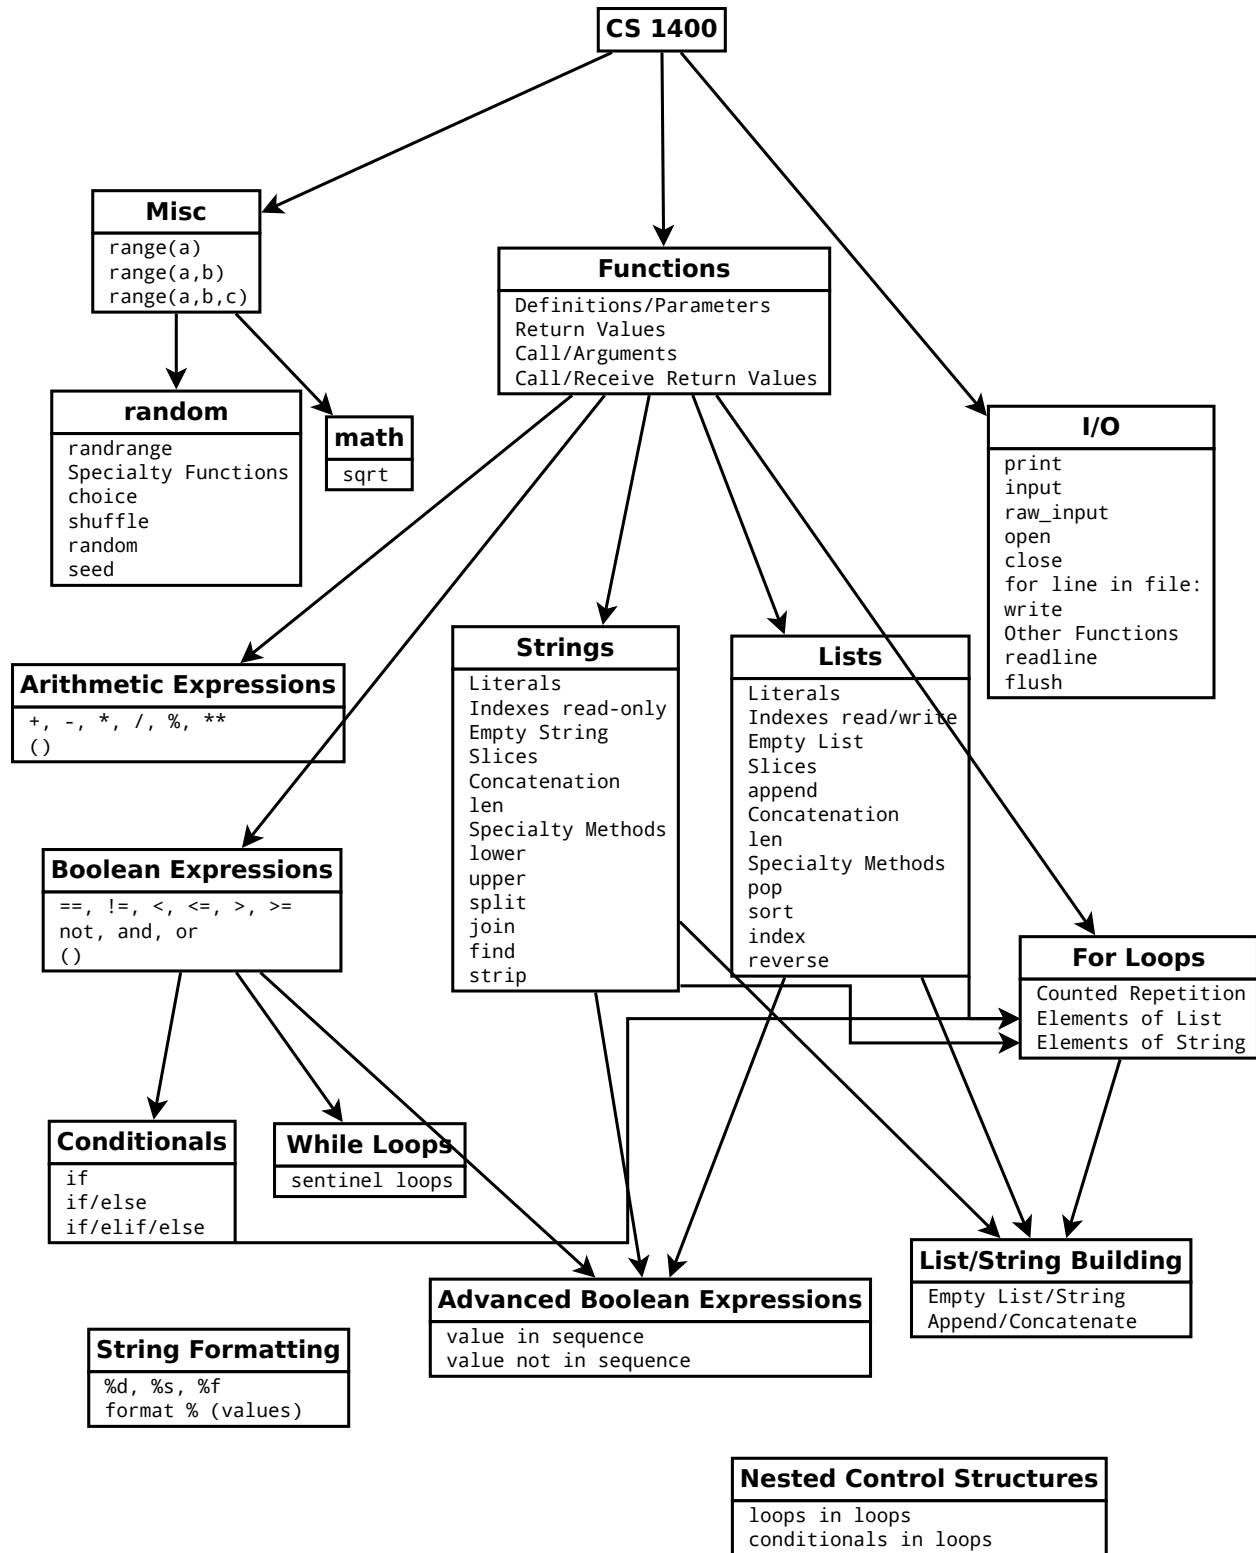 CS 1400
Misc
range(a)
range(a,b)
range(a,b,c)
Functions
Definitions/Parameters
Return Values
Call/Arguments
Call/Receive Return Values
random
randrange
Specialty Functions
choice
shuffle
random
seed
math
sqrt
I/O
print
input
raw_input
open
close
for line in file:
write
Other Functions
readline
flush
Arithmetic Expressions
+, -, *, /, %, **
()
Strings
Literals
Indexes read-only
Empty String
Slices
Concatenation
len
Specialty Methods
lower
upper
split
join
find
strip
Lists
Literals
Indexes read/write
Empty List
Slices
append
Concatenation
len
Specialty Methods
pop
sort
index
reverse
Boolean Expressions
==, !=, <, <=, >, >=
not, and, or
()
For Loops
Counted Repetition
Elements of List
Elements of String
Conditionals
if
if/else
if/elif/else
While Loops
sentinel loops
List/String Building
Empty List/String
Append/Concatenate
Advanced Boolean Expressions
value in sequence
value not in sequence
String Formatting
%d, %s, %f
format % (values)
Nested Control Structures
loops in loops
conditionals in loops